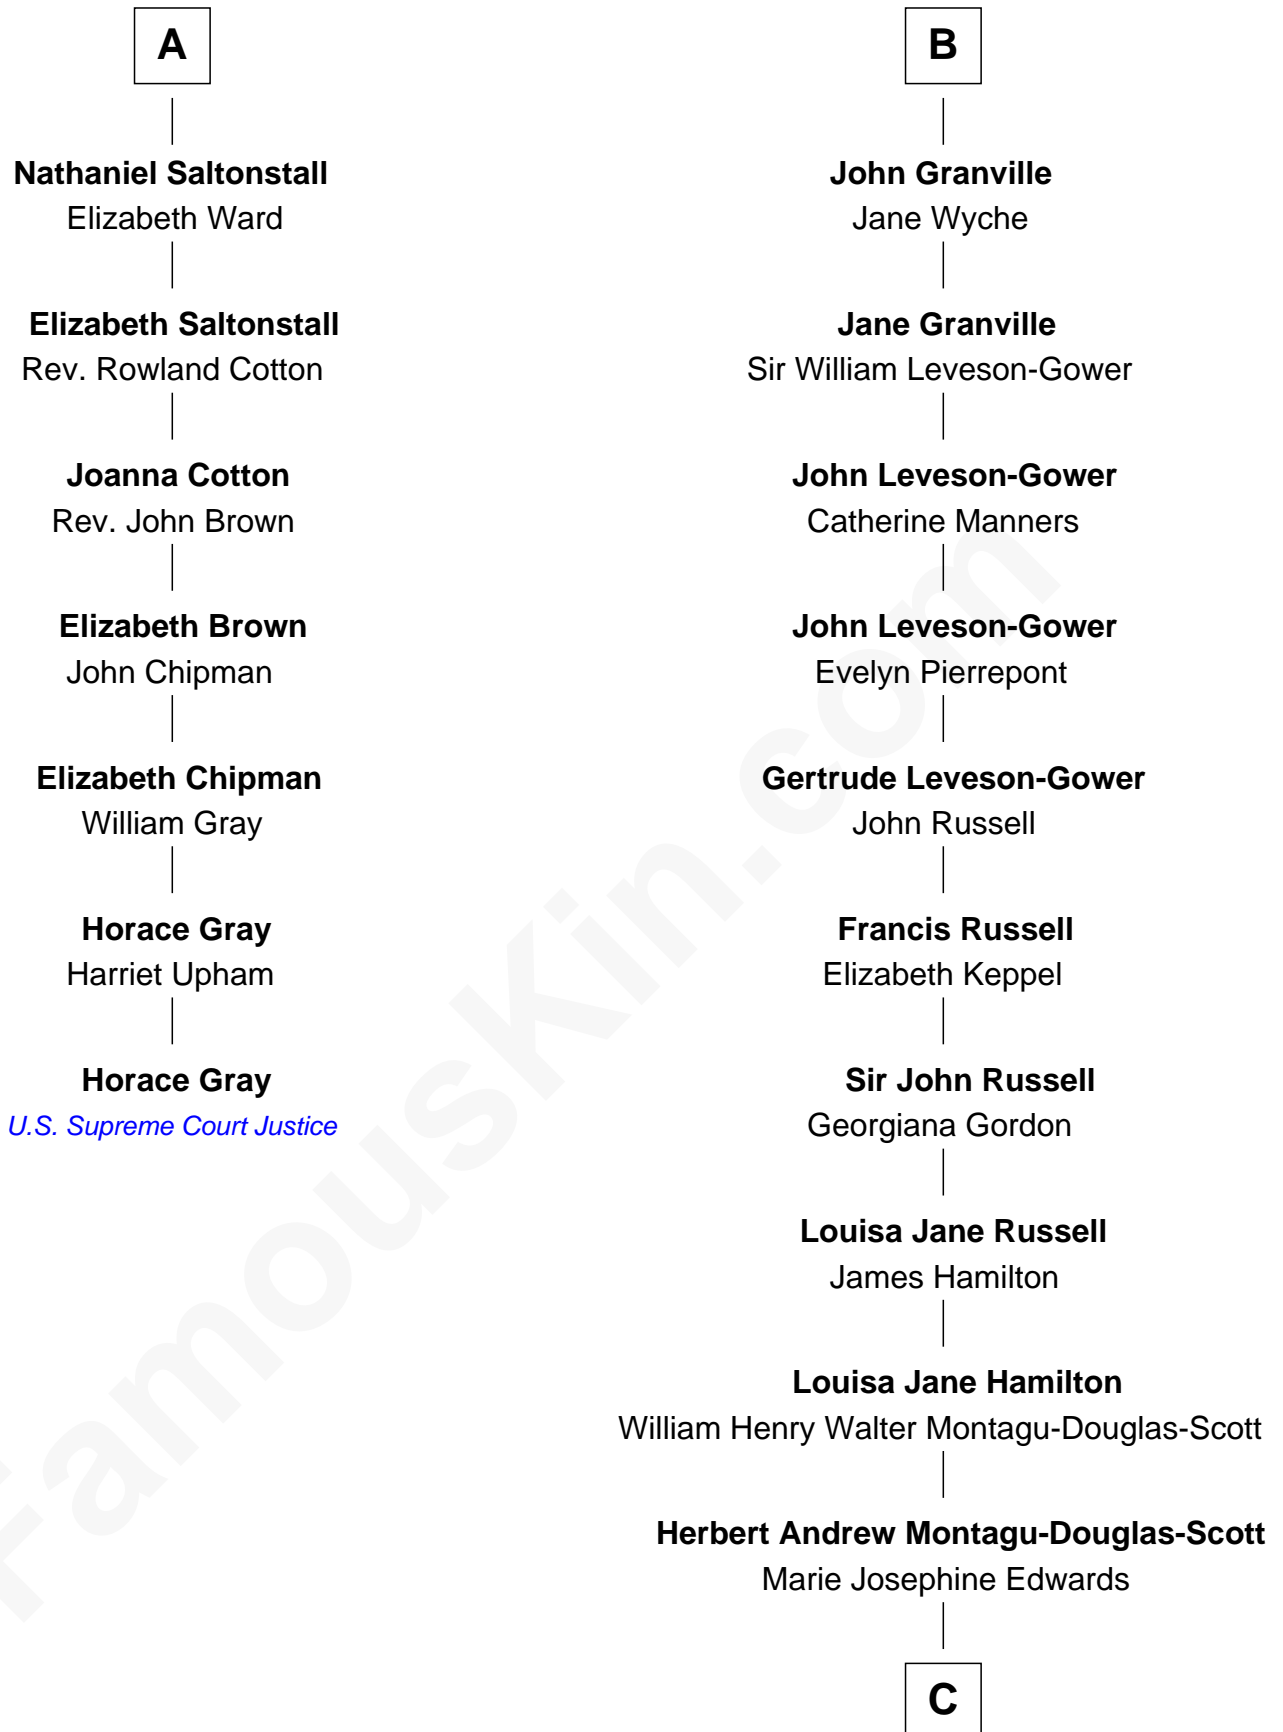 A
Nathaniel Saltonstall
Elizabeth Ward
Elizabeth Saltonstall
Rev. Rowland Cotton
Joanna Cotton
Rev. John Brown
Elizabeth Brown
John Chipman
Elizabeth Chipman
William Gray
Horace Gray
Harriet Upham
Horace Gray
U.S. Supreme Court Justice
B
John Granville
Jane Wyche
Jane Granville
Sir William Leveson-Gower
John Leveson-Gower
Catherine Manners
John Leveson-Gower
Evelyn Pierrepont
Gertrude Leveson-Gower
John Russell
Francis Russell
Elizabeth Keppel
Sir John Russell
Georgiana Gordon
Louisa Jane Russell
James Hamilton
Louisa Jane Hamilton
William Henry Walter Montagu-Douglas-Scott
Herbert Andrew Montagu-Douglas-Scott
Marie Josephine Edwards
C
FamousKin.com